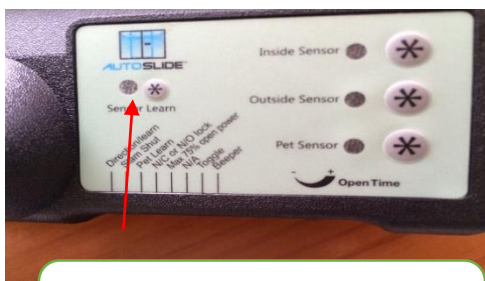 AUTOSLIDE
Sensor Learn
Inside Sensor
Outside Sensor
Pet Sensor
- +
Open Time
Direction/learn
Slam Shut
Pet Learn
N/C or N/O lock
Max 75% open power
N/A
Toggle
Beeper